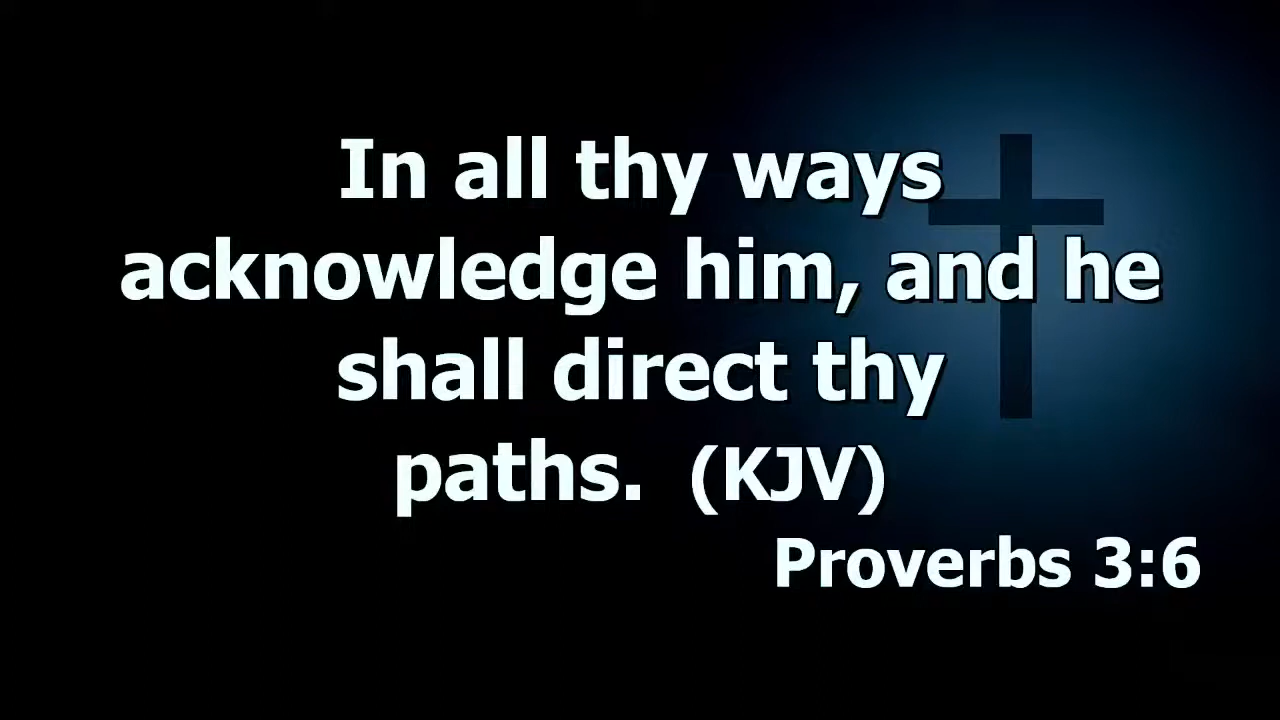 In all thy ways
acknowledge him, and he
shall direct thy
paths. (KJV)
Proverbs 3:6